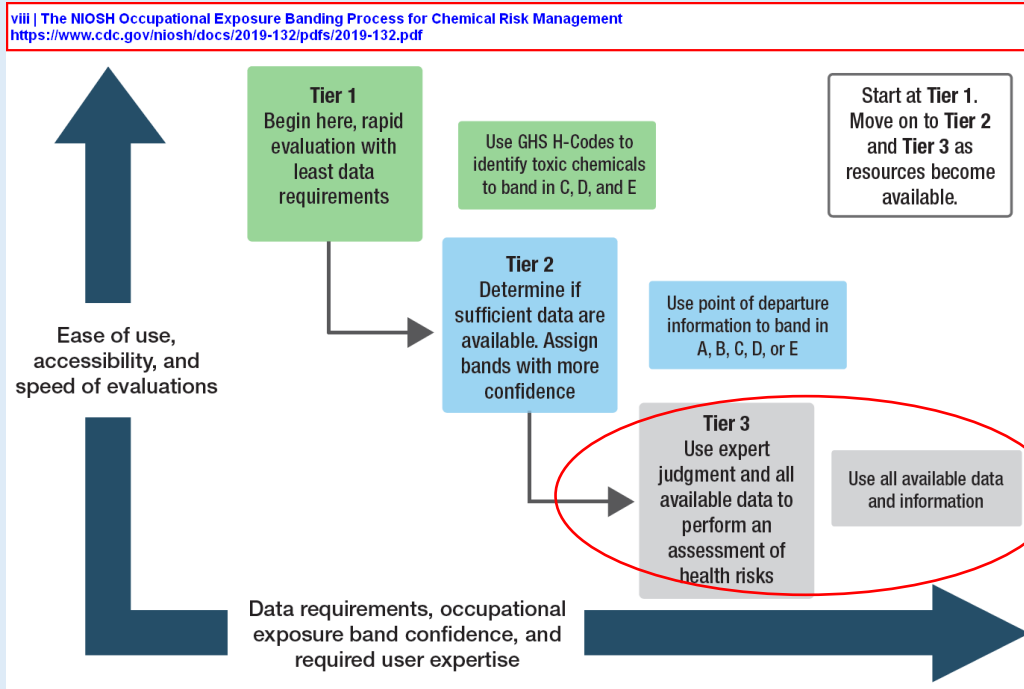 viii | The NIOSH Occupational Exposure Banding Process for Chemical Risk Management
https://www.cdc.gov/niosh/docs/2019-132/pdfs/2019-132.pdf
Tier 1
Begin here, rapid
evaluation with
least data
requirements
Use GHS H-Codes to
identify toxic chemicals
to band in C, D, and E
Start at Tier 1.
Move on to Tier 2
and Tier 3 as
resources become
available.
Tier 2
Determine if
sufficient data are
available. Assign
bands with more
confidence
Use point of departure
information to band in
A, B, C, D, or E
Ease of use,
accessibility, and
speed of evaluations
Tier 3
Use expert
judgment and all
available data to
perform an
assessment of
health risks
Use all available data
and information
Data requirements, occupational
exposure band confidence, and
required user expertise